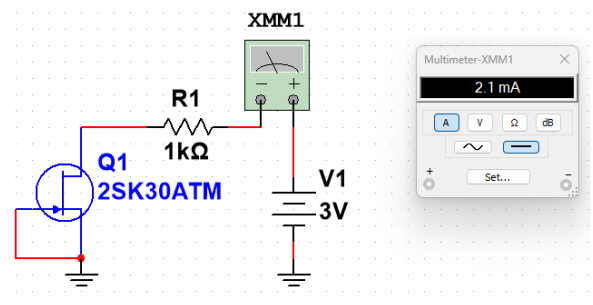 XMM1
R1
1kΩ
Q1
2SK30ATM
V1
3V
Multimeter-XMM1
2.1 mA
A V Ω dB
Set...
+ −